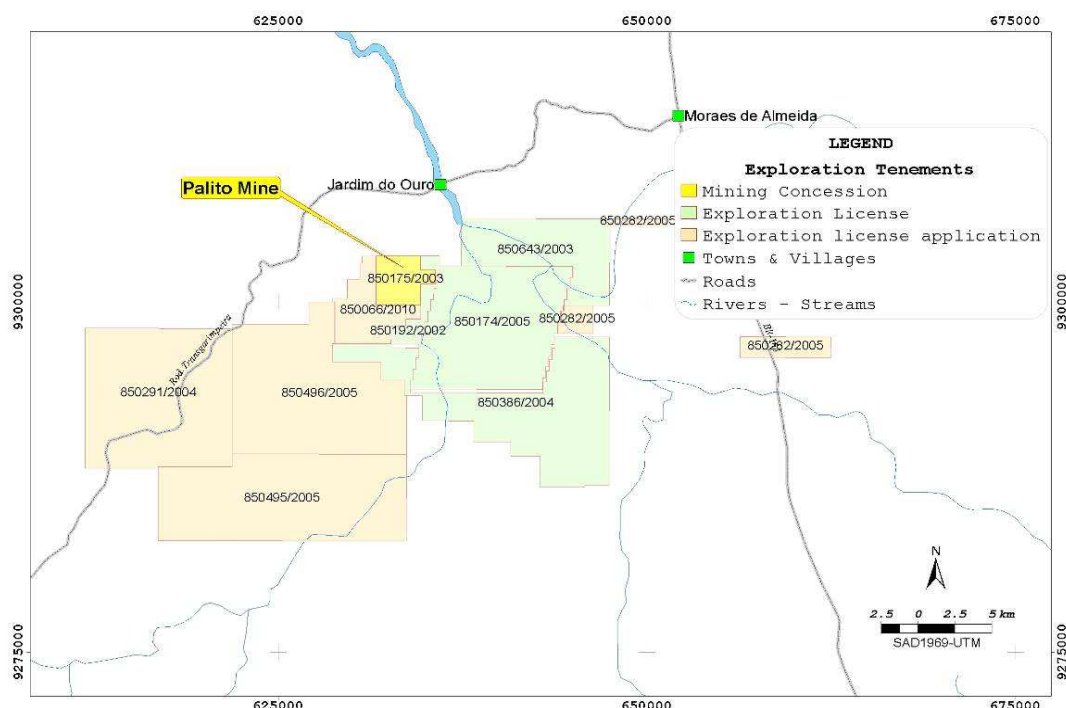 625000
650000
675000
Moraes de Almeida
LEGEND
Exploration Tenements
Palito Mine
Jardim do Ouro
Mining Concession
Exploration License
850282/2005
Exploration license application
850643/2003
Towns & Villages
850175/2003
Roads
9300000
850066/2010
850174/2005
850282/2005
Rivers - Streams
9300000
850192/2002
Rod. Transgarimpeira
850282/2005
850291/2004
850496/2005
850386/2004
850495/2005
N
2.5 0 2.5 5 km
SAD1969-UTM
9275000
9275000
625000
650000
675000